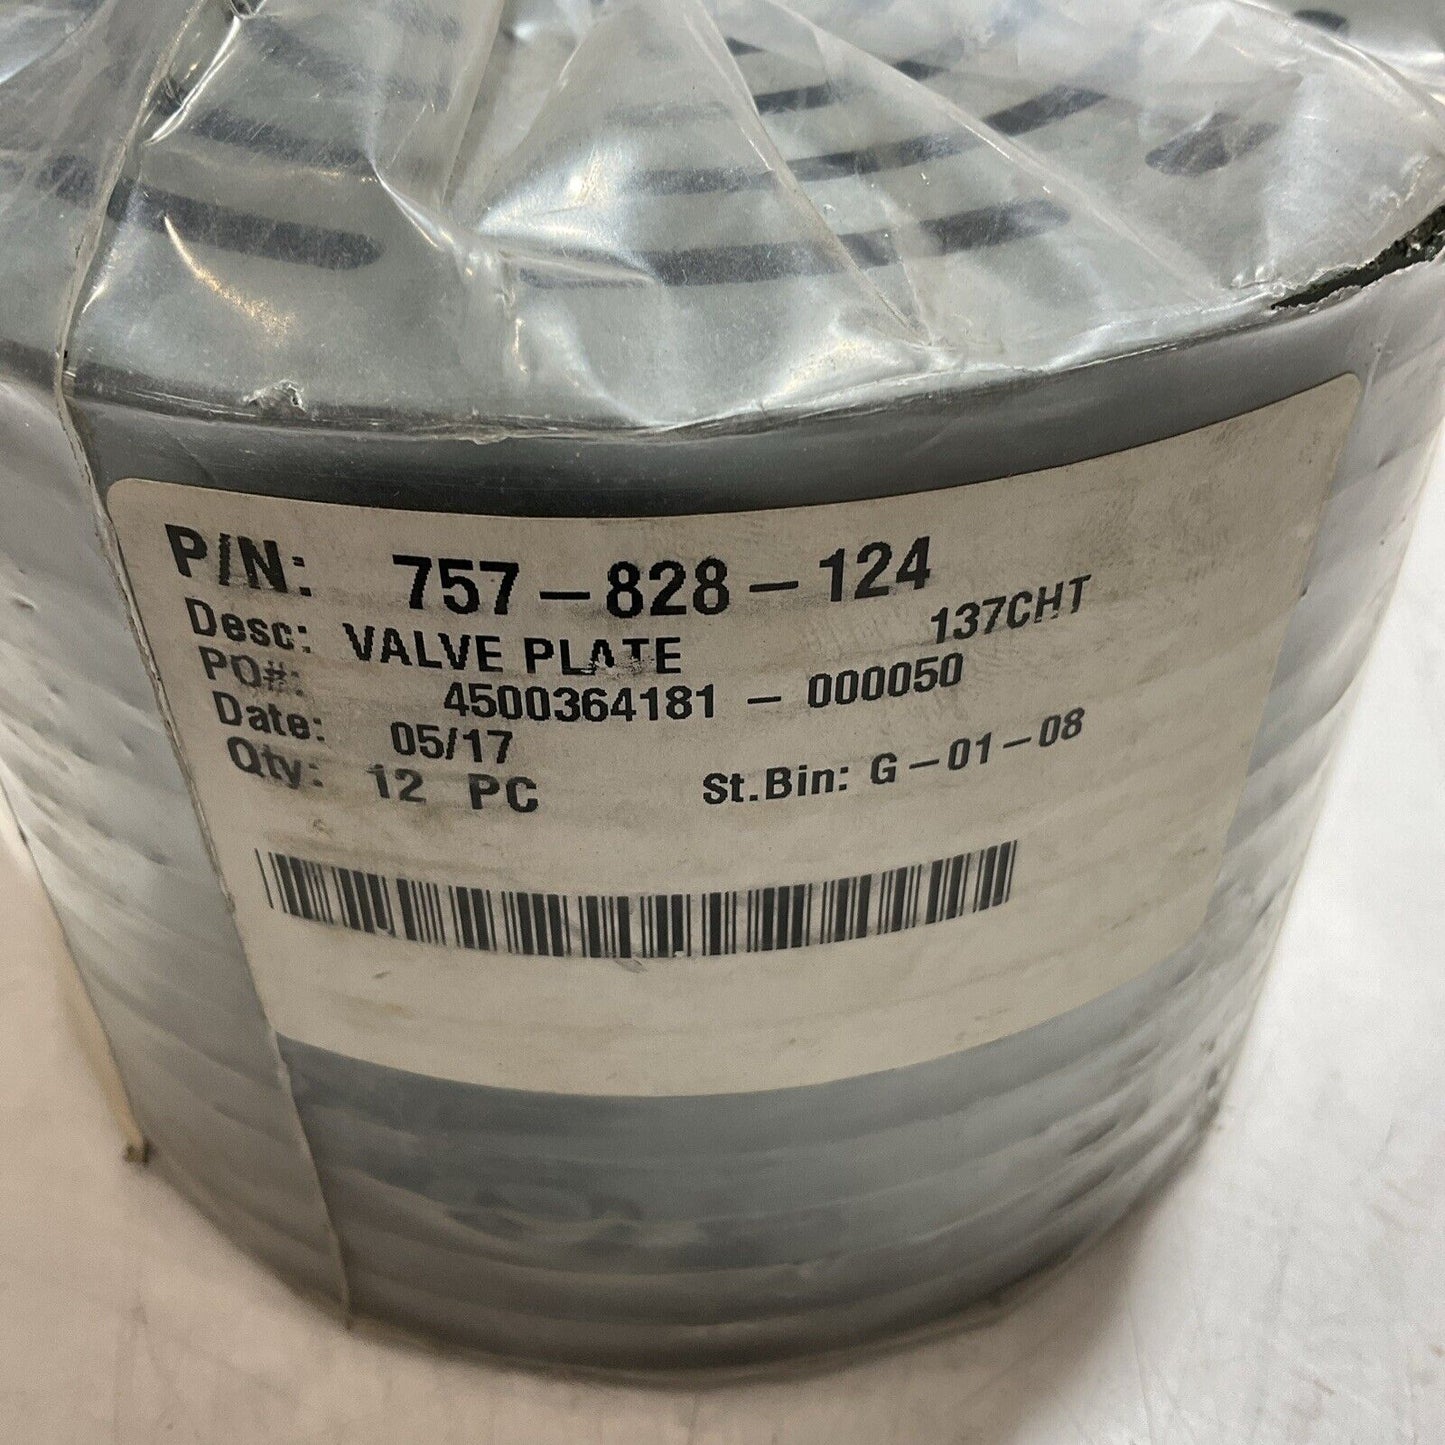 P/N: 757-828-124
Desc: VALVE PLATE 137CHT
PO#: 4500364181 - 000050
Date: 05/17
Qty: 12 PC St.Bin: G-01-08